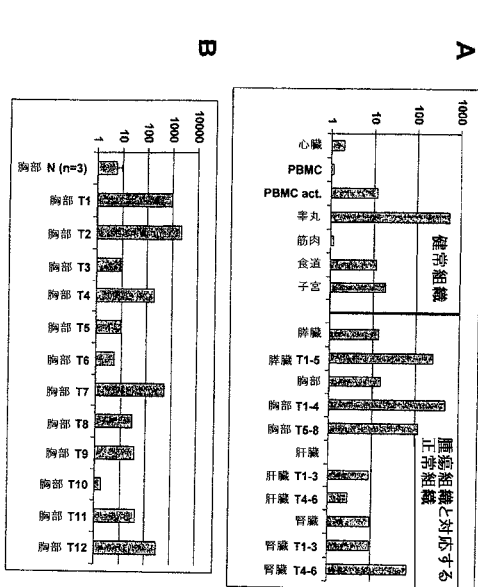 A
1000
100
10
1
健常組織
腫瘍組織と対応する
正常組織
心臓
PBMC
PBMC act.
睾丸
筋肉
食道
子宮
膵臓
膵臓 T1-5
胸部
胸部 T1-4
胸部 T5-8
肝臓
肝臓 T1-3
肝臓 T4-6
腎臓
腎臓 T1-3
腎臓 T4-6
B
10000
1000
100
10
1
胸部 N (n=3)
胸部 T1
胸部 T2
胸部 T3
胸部 T4
胸部 T5
胸部 T6
胸部 T7
胸部 T8
胸部 T9
胸部 T10
胸部 T11
胸部 T12